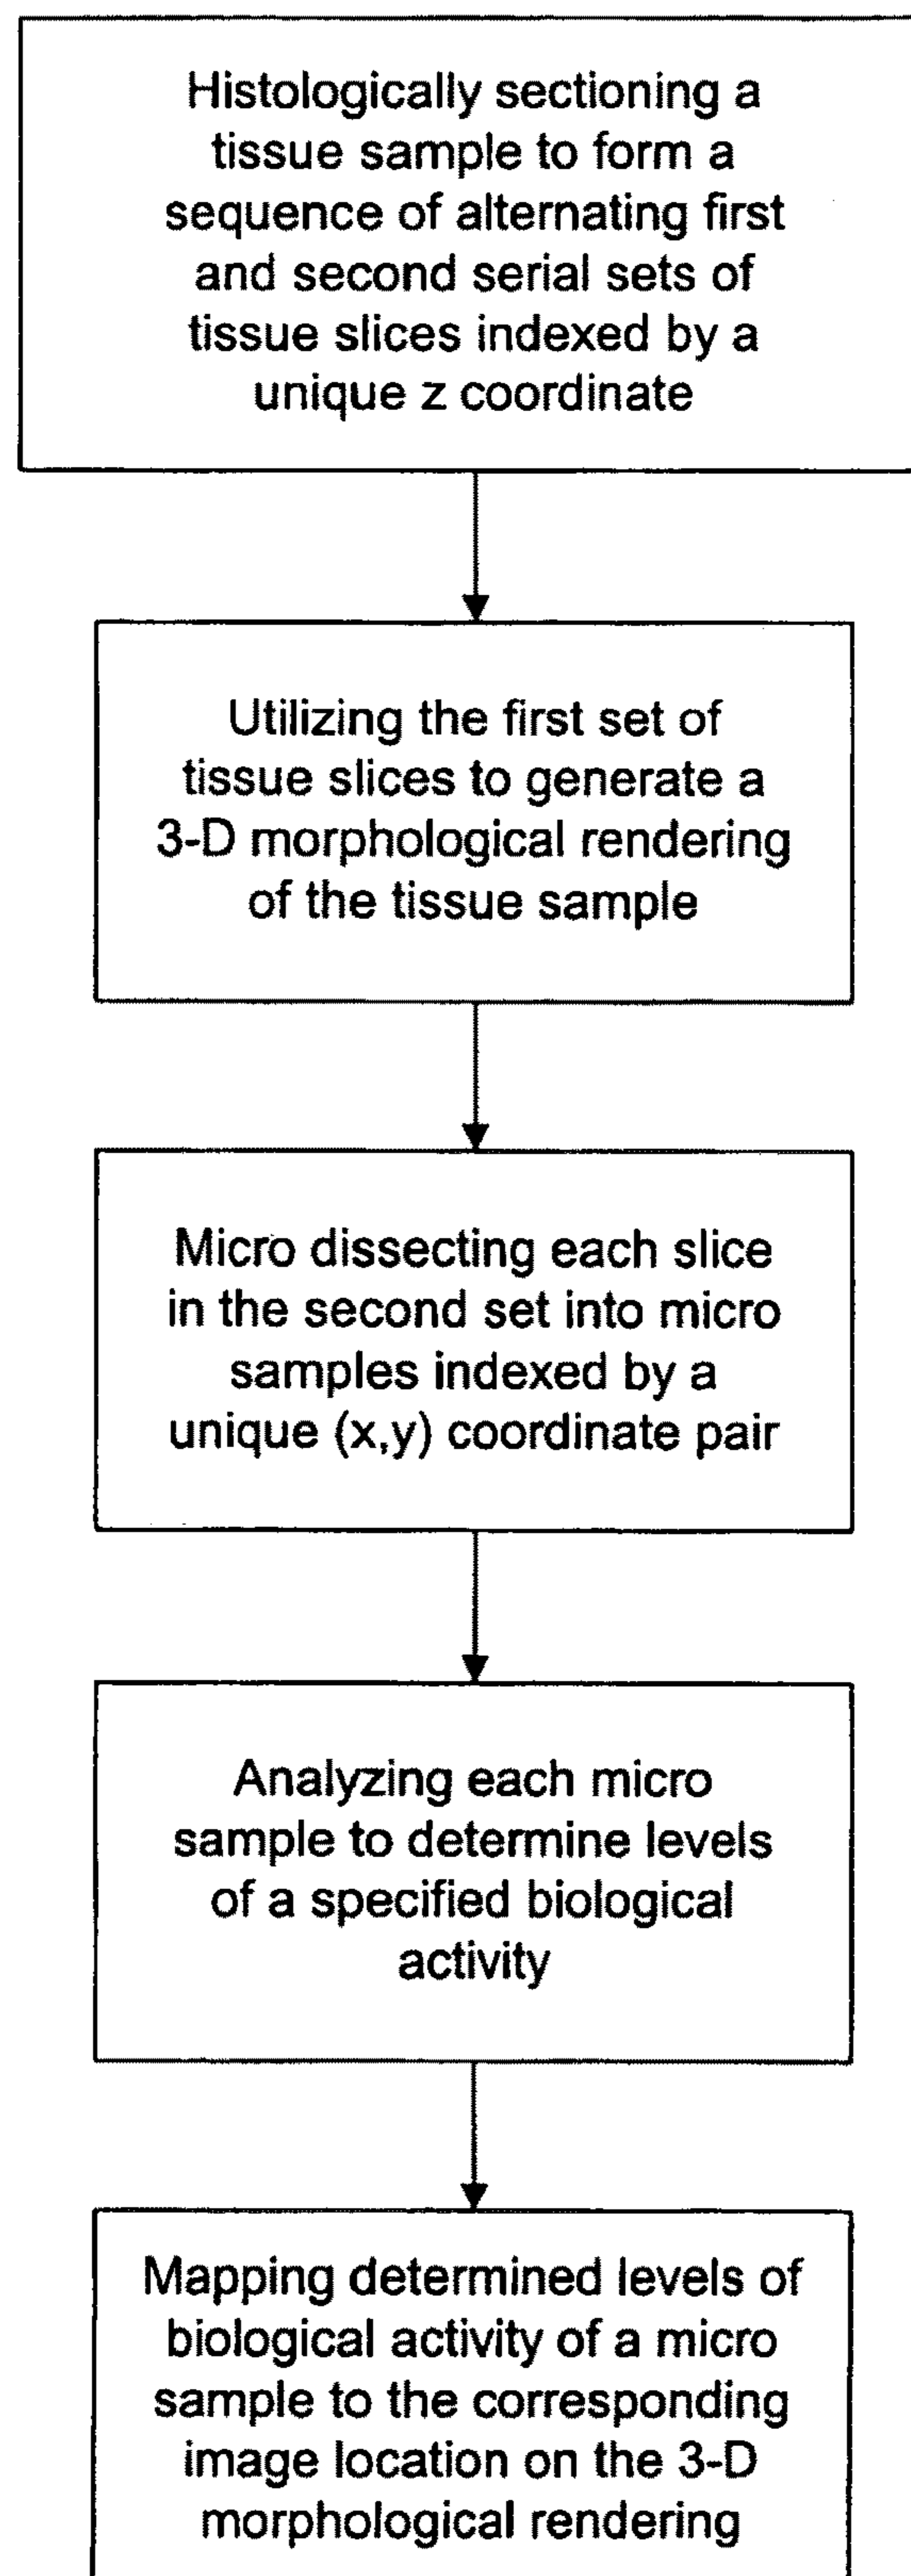 Histologically sectioning a
tissue sample to form a
sequence of alternating first
and second serial sets of
tissue slices indexed by a
unique z coordinate
Utilizing the first set of
tissue slices to generate a
3-D morphological rendering
of the tissue sample
Micro dissecting each slice
in the second set into micro
samples indexed by a
unique (x,y) coordinate pair
Analyzing each micro
sample to determine levels
of a specified biological
activity
Mapping determined levels of
biological activity of a micro
sample to the corresponding
image location on the 3-D
morphological rendering